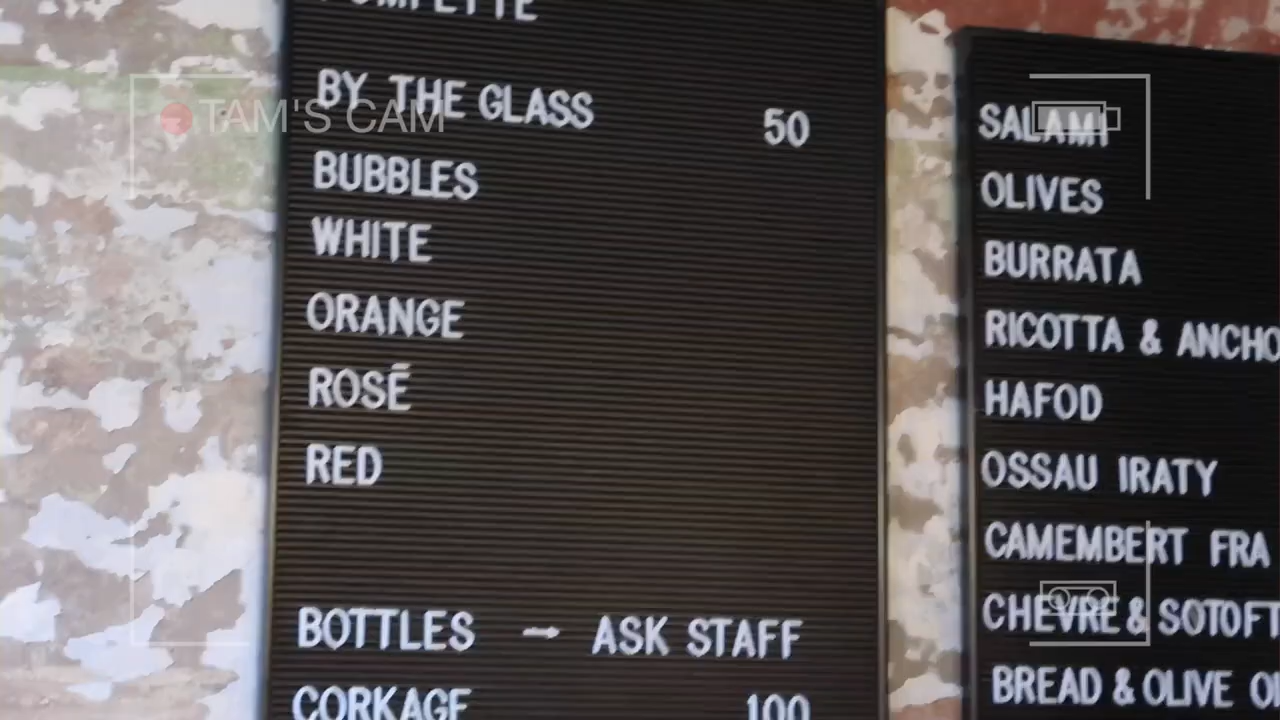 BY THE GLASS 50
BUBBLES
WHITE
ORANGE
ROSĒ
RED
BOTTLES → ASK STAFF
CORKAGE 100
TAM'S CAM
SALAMI
OLIVES
BURRATA
RICOTTA & ANCHO
HAFOD
OSSAU IRATY
CAMEMBERT FRA
CHEVRE & SOTOFT
BREAD & OLIVE